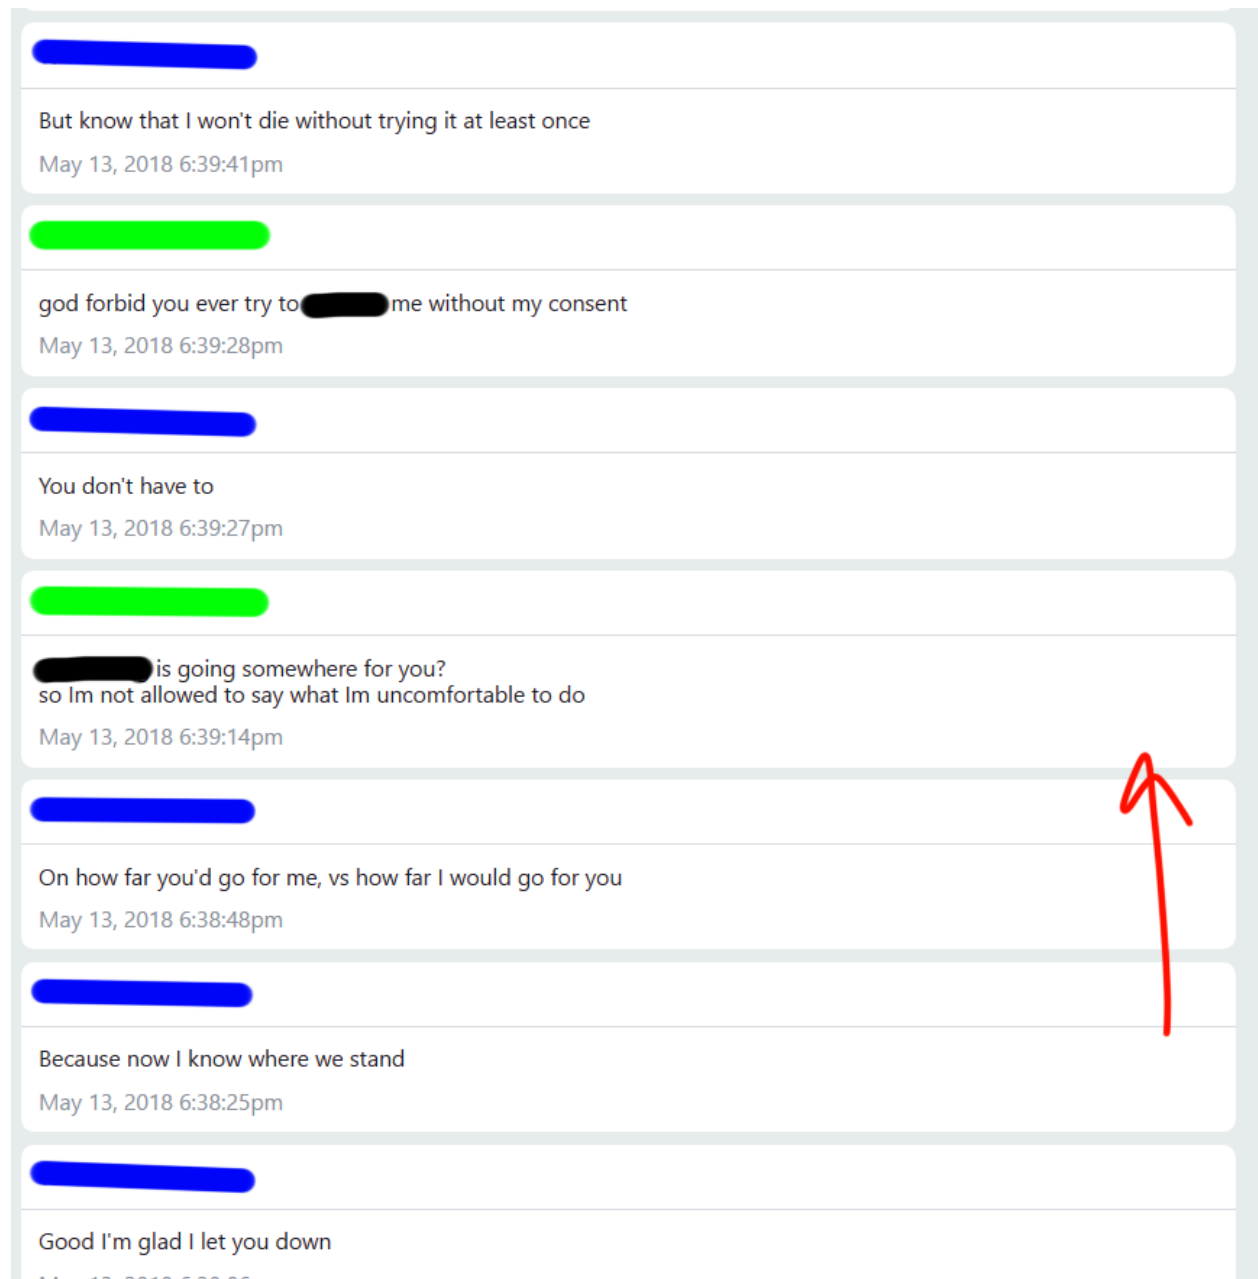 But know that I won't die without trying it at least once
May 13, 2018 6:39:41pm
god forbid you ever try to me without my consent
May 13, 2018 6:39:28pm
You don't have to
May 13, 2018 6:39:27pm
is going somewhere for you?
so Im not allowed to say what Im uncomfortable to do
May 13, 2018 6:39:14pm
On how far you'd go for me, vs how far I would go for you
May 13, 2018 6:38:48pm
Because now I know where we stand
May 13, 2018 6:38:25pm
Good I'm glad I let you down